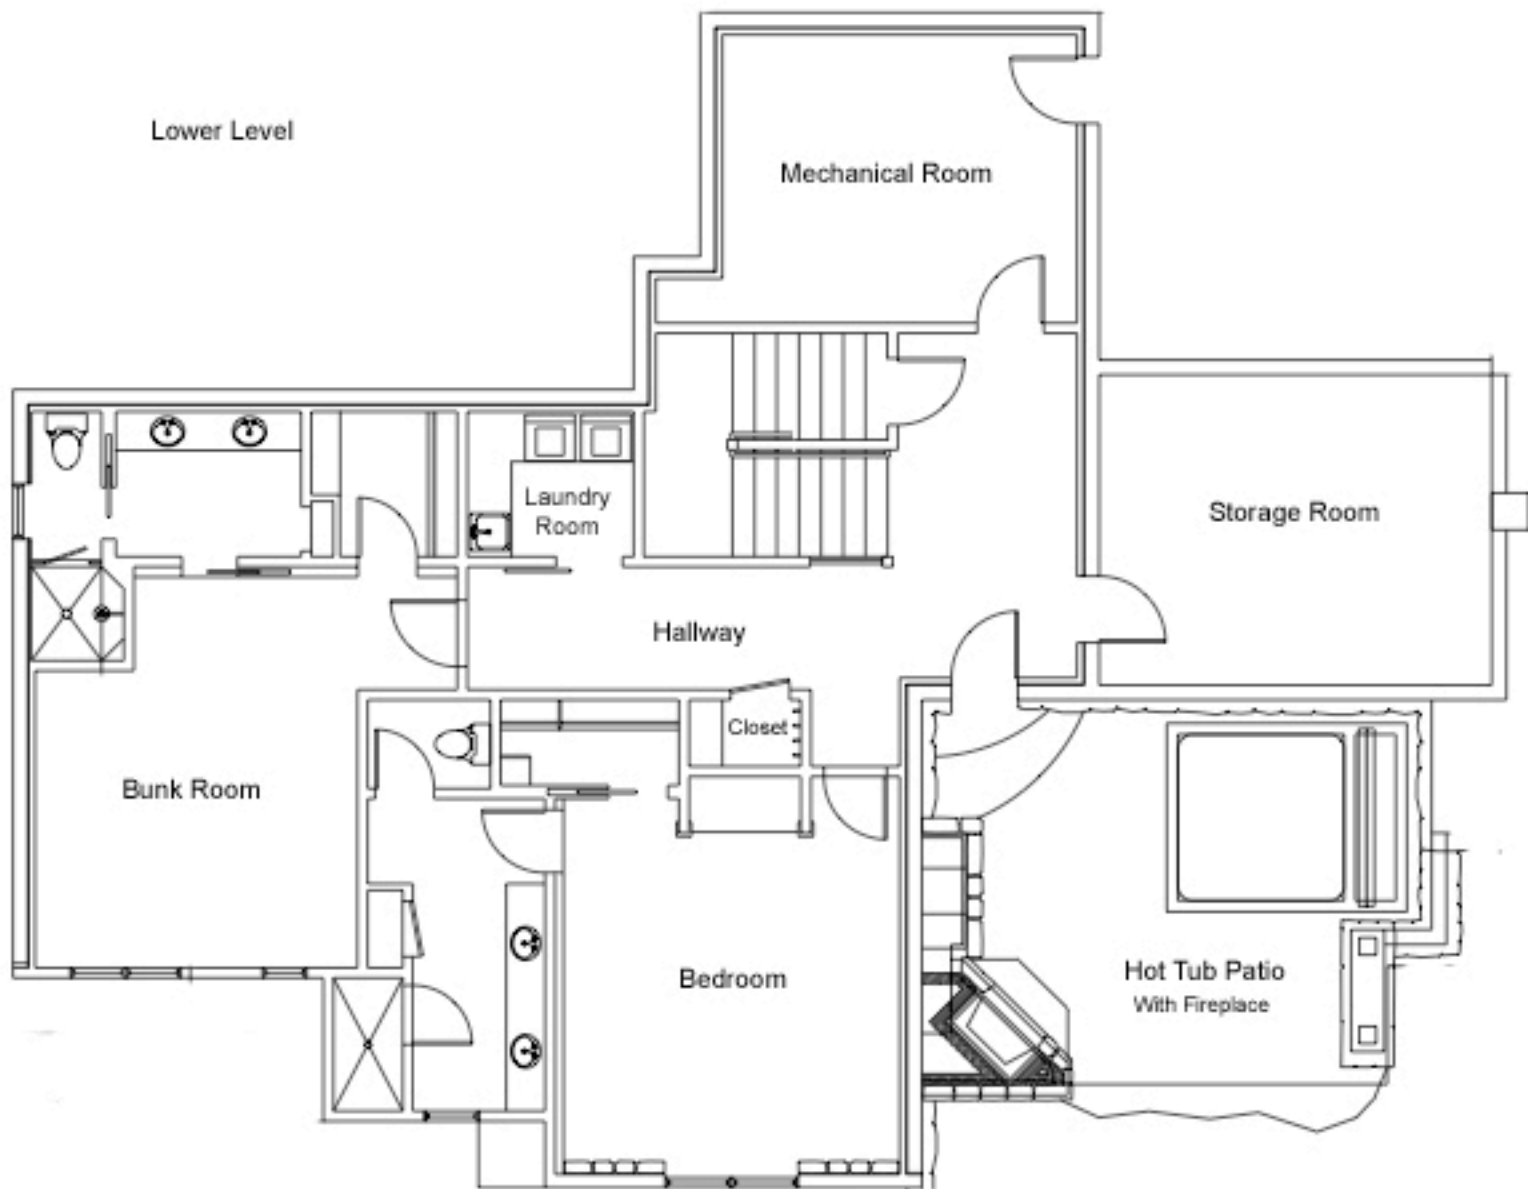 Lower Level
Mechanical Room
Laundry
Room
Storage Room
Hallway
Closet
Bunk Room
Bedroom
Hot Tub Patio
With Fireplace